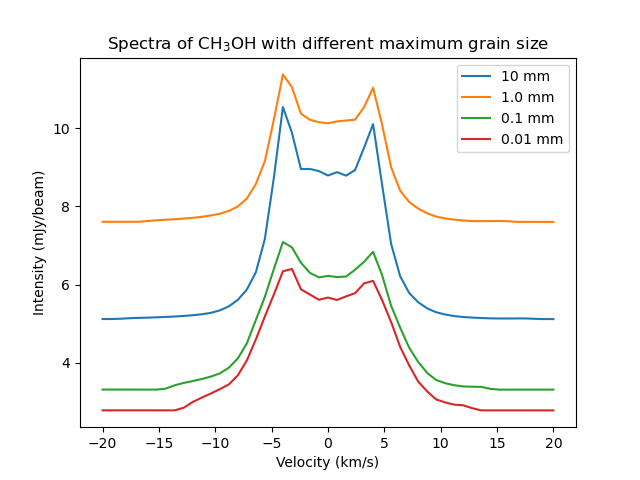 Spectra of CH₃OH with different maximum grain size
10 mm
1.0 mm
0.1 mm
0.01 mm
Intensity (mJy/beam)
10
8
6
4
−20 −15 −10 −5 0 5 10 15 20
Velocity (km/s)